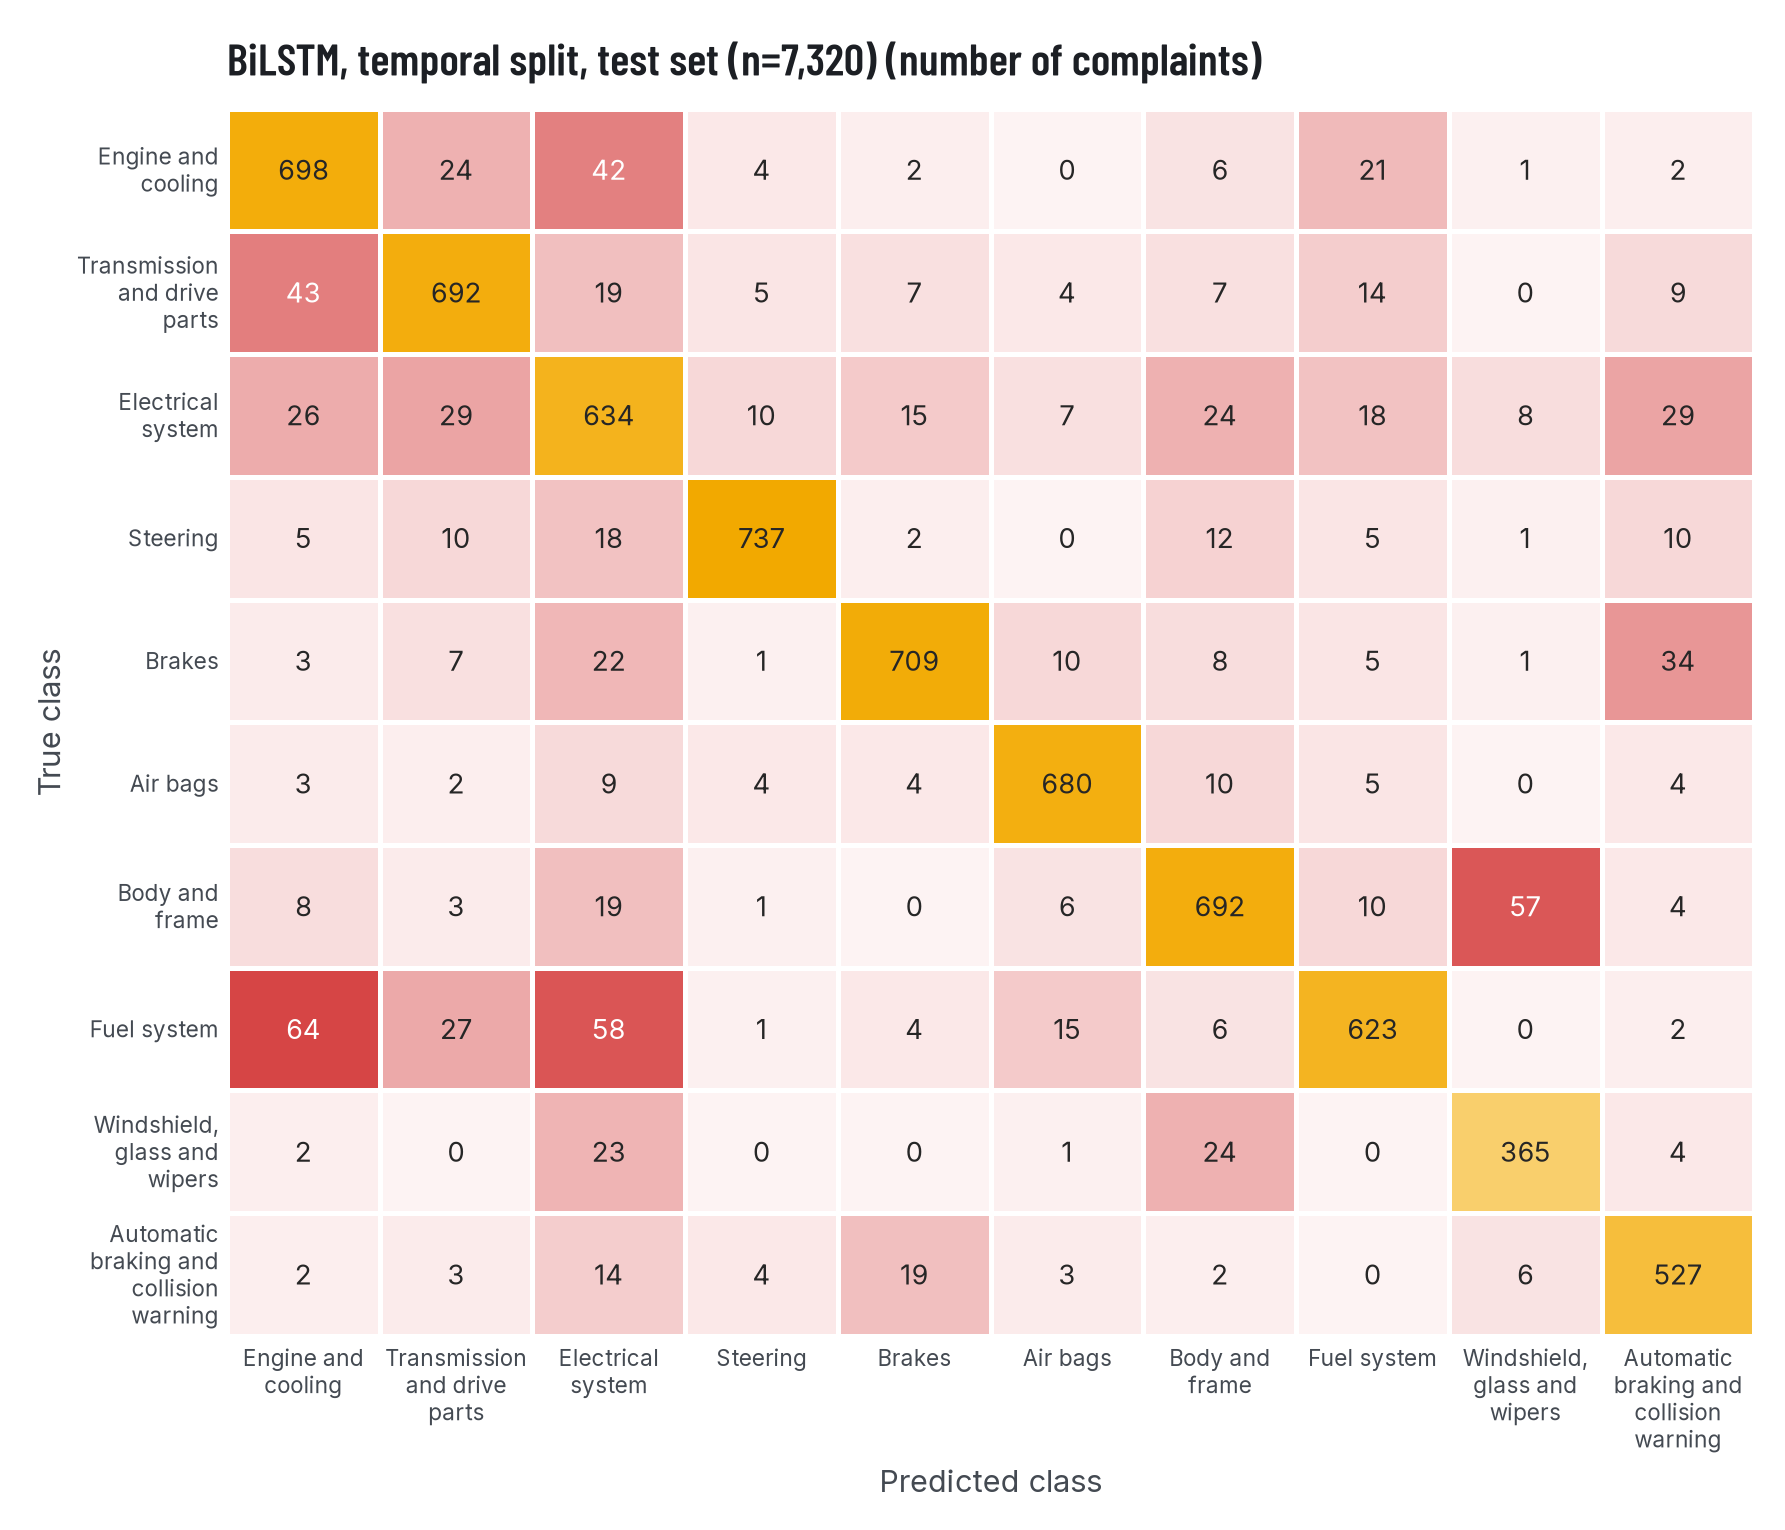 BiLSTM, temporal split, test set (n=7,320) (number of complaints)
Engine and
cooling
698 24 42 4 2 0 6 21 1 2
Transmission
and drive
parts
43 692 19 5 7 4 7 14 0 9
Electrical
system
26 29 634 10 15 7 24 18 8 29
Steering
5 10 18 737 2 0 12 5 1 10
Brakes
3 7 22 1 709 10 8 5 1 34
Air bags
3 2 9 4 4 680 10 5 0 4
Body and
frame
8 3 19 1 0 6 692 10 57 4
Fuel system
64 27 58 1 4 15 6 623 0 2
Windshield,
glass and
wipers
2 0 23 0 0 1 24 0 365 4
Automatic
braking and
collision
warning
2 3 14 4 19 3 2 0 6 527
True class
Engine and
cooling
Transmission
and drive
parts
Electrical
system
Steering
Brakes
Air bags
Body and
frame
Fuel system
Windshield,
glass and
wipers
Automatic
braking and
collision
warning
Predicted class